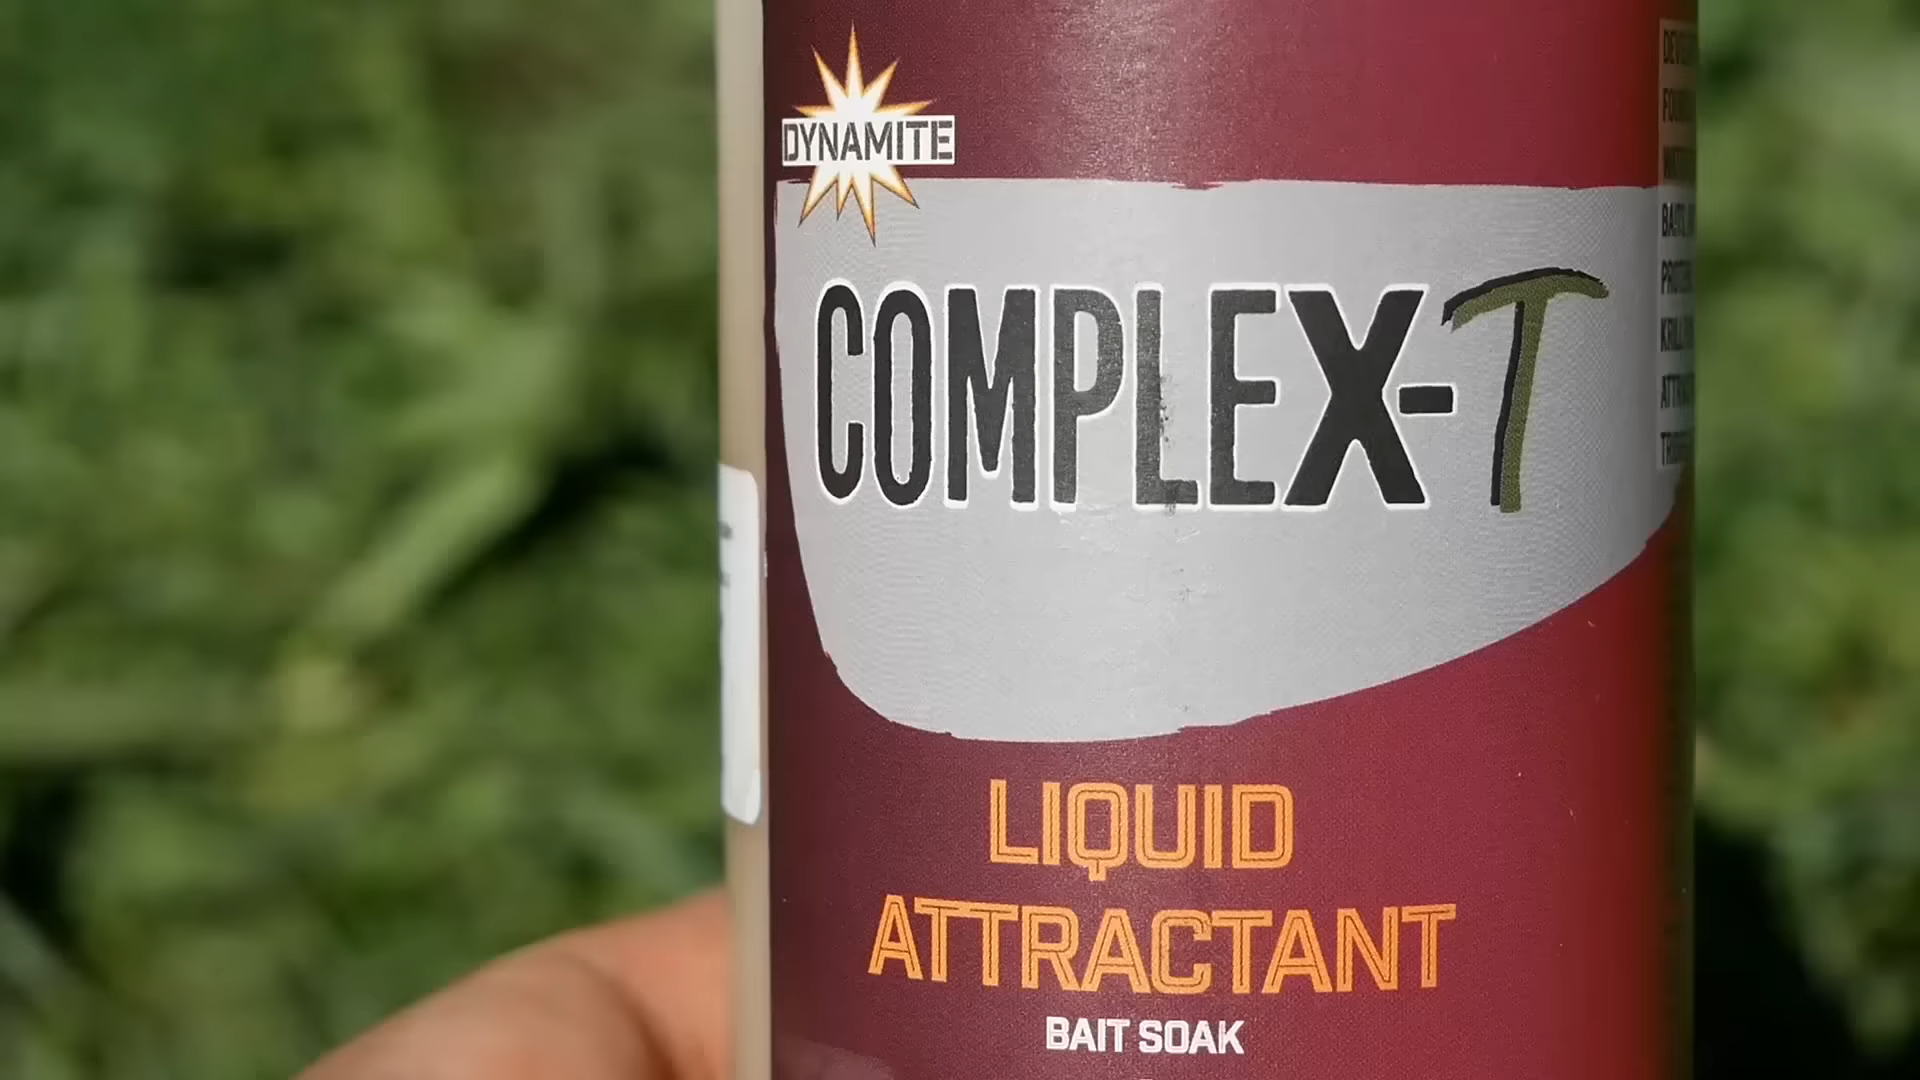 DYNAMITE
COMPLEX-T
LIQUID
ATTRACTANT
BAIT SOAK